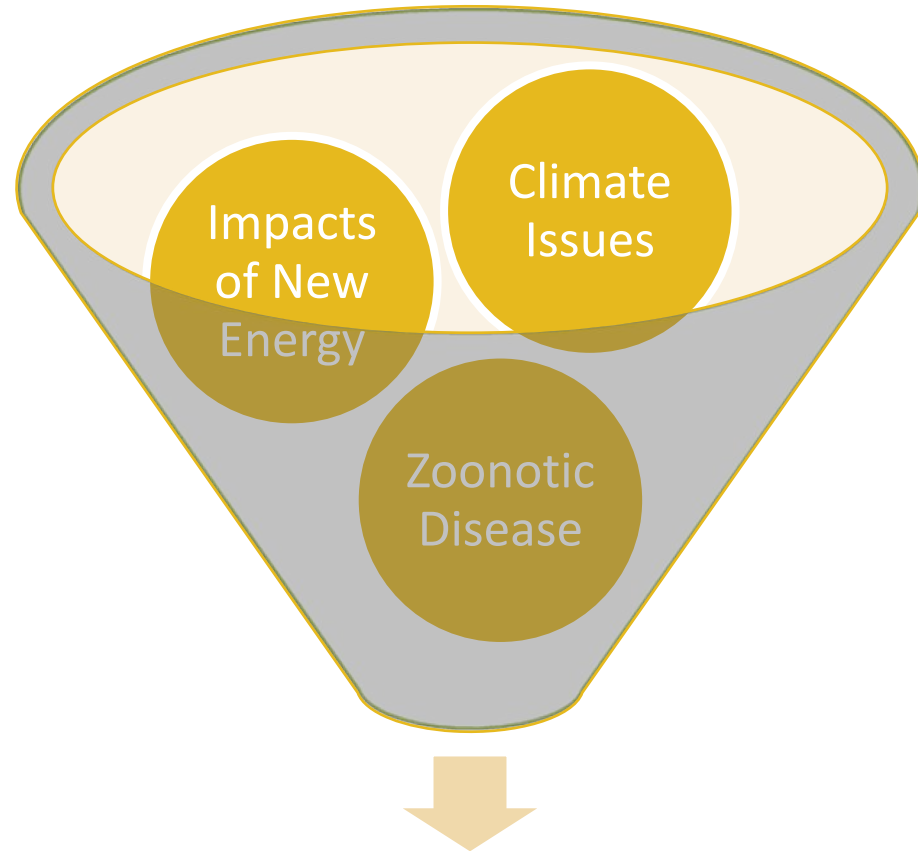 Climate
Issues
Impacts
of New
Energy
Zoonotic
Disease